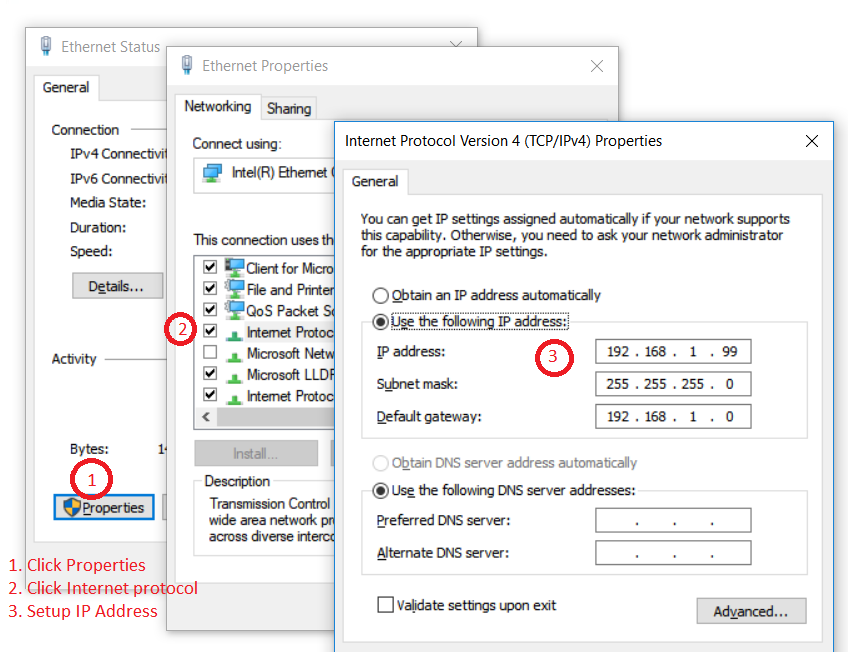 Ethernet Status
General
Connection
IPv4 Connectivit
IPv6 Connectivit
Media State:
Duration:
Speed:
Details...
Activity
Bytes:
1
Properties
1. Click Properties
2. Click Internet protocol
3. Setup IP Address
Ethernet Properties
Networking
Sharing
Connect using:
Intel(R) Ethernet
This connection uses th
Client for Micro
File and Printer
QoS Packet Sc
2
Internet Protoc
Microsoft Netw
Microsoft LLDP
Internet Protoc
Install...
Description
Transmission Control
wide area network pr
across diverse interco
Internet Protocol Version 4 (TCP/IPv4) Properties
General
You can get IP settings assigned automatically if your network supports
this capability. Otherwise, you need to ask your network administrator
for the appropriate IP settings.
Obtain an IP address automatically
Use the following IP address:
IP address:
3
192 . 168 . 1 . 99
Subnet mask:
255 . 255 . 255 . 0
Default gateway:
192 . 168 . 1 . 0
Obtain DNS server address automatically
Use the following DNS server addresses:
Preferred DNS server:
. . .
Alternate DNS server:
. . .
Validate settings upon exit
Advanced...